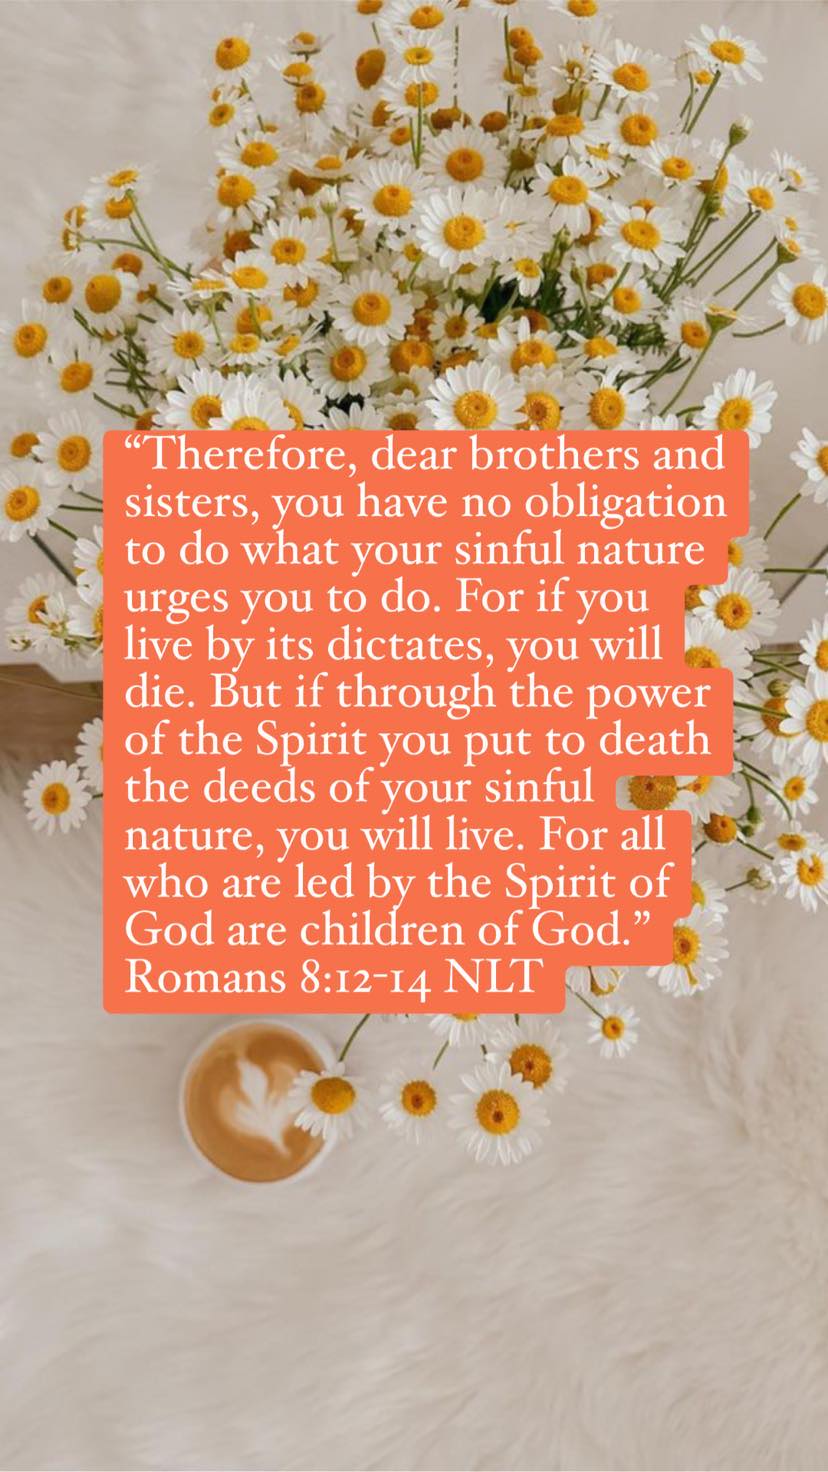 “Therefore, dear brothers and
sisters, you have no obligation
to do what your sinful nature
urges you to do. For if you
live by its dictates, you will
die. But if through the power
of the Spirit you put to death
the deeds of your sinful
nature, you will live. For all
who are led by the Spirit of
God are children of God.”
Romans 8:12-14 NLT